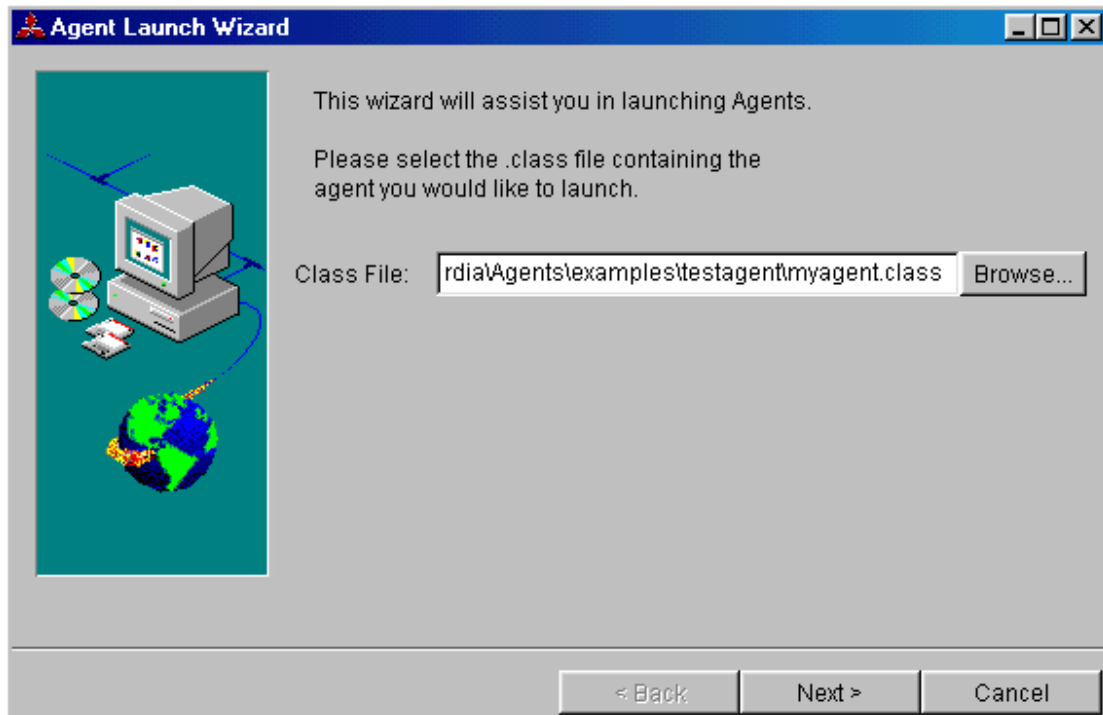 Agent Launch Wizard
This wizard will assist you in launching Agents.
Please select the .class file containing the
agent you would like to launch.
Class File: rdia\Agents\examples\testagent\myagent.class Browse...
< Back Next > Cancel